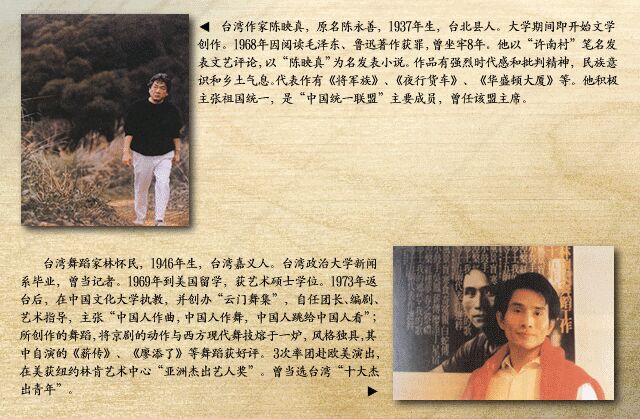 台湾作家陈映真，原名陈永善，1937年生，台北县人。大学期间即开始文学
创作。1968年因阅读毛泽东、鲁迅著作获罪，曾坐牢8年。他以“许南村”笔名发
表文艺评论，以“陈映真”为名发表小说。作品有强烈时代感和批判精神，民族意
识和乡土气息。代表作有《将军族》、《夜行货车》、《华盛顿大厦》等。他积极
主张祖国统一，是“中国统一联盟”主要成员，曾任该盟主席。
台湾舞蹈家林怀民，1946年生，台湾嘉义人。台湾政治大学新闻
系毕业，曾当记者。1969年到美国留学，获艺术硕士学位。1973年返
台后，在中国文化大学执教，并创办“云门舞集”，自任团长、编剧、
艺术指导，主张“中国人作曲，中国人作舞，中国人跳给中国人看”；
所创作的舞蹈，将京剧的动作与西方现代舞技熔于一炉，风格独具，其
中自演的《薪传》、《廖添丁》等舞蹈获好评。3次率团赴欧美演出，
在美获纽约林肯艺术中心“亚洲杰出艺人奖”。曾当选台湾“十大杰
出青年”。